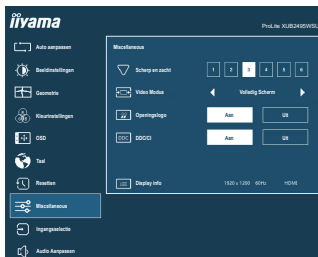 iiyama
ProLite XUB2495WSU
Auto aanpassen
Miscellaneous
Beeldinstellingen
Scherp en zacht
1 2 3 4 5 6
Geometrie
Video Modus
Volledig Scherm
Kleurinstellingen
Openingslogo
Aan
Uit
OSD
DDC
DDC/CI
Aan
Uit
Taal
Resetten
Display info
1920 x 1200 60Hz HDMI
Miscellaneous
Ingangsselectie
Audio Aanpassen